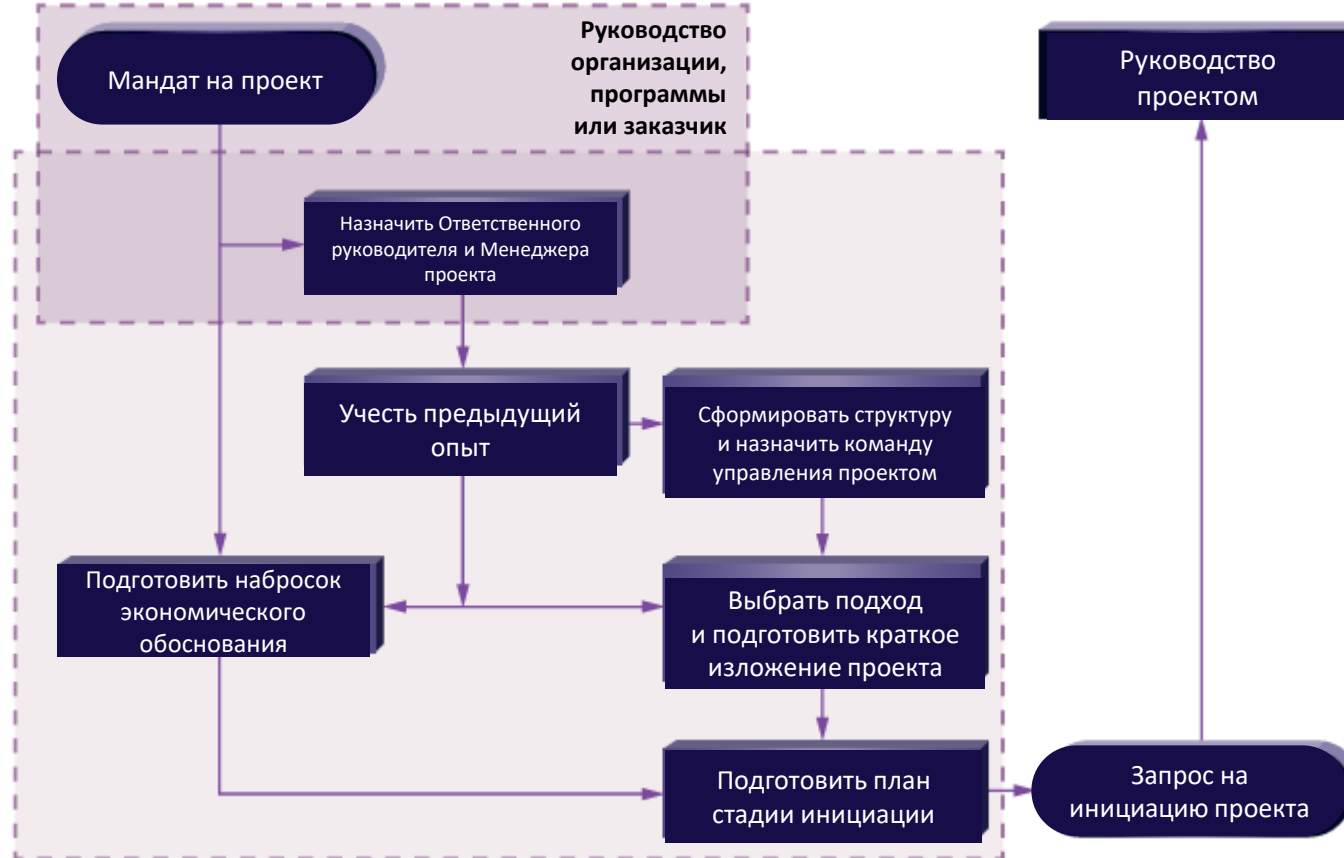 Мандат на проект
Руководство
организации,
программы
или заказчик
Руководство
проектом
Назначить Ответственного
руководителя и Менеджера
проекта
Учесть предыдущий
опыт
Сформировать структуру
и назначить команду
управления проектом
Подготовить набросок
экономического
обоснования
Выбрать подход
и подготовить краткое
изложение проекта
Подготовить план
стадии инициации
Запрос на
инициацию проекта